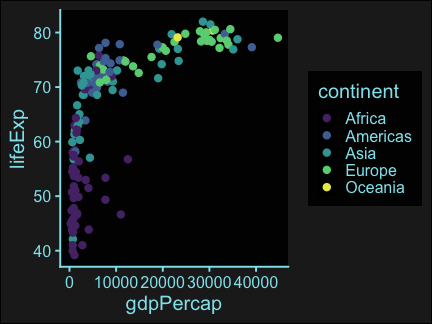 80
70
60
50
40
lifeExp
0 10000 20000 30000 40000
gdpPercap
continent
Africa
Americas
Asia
Europe
Oceania